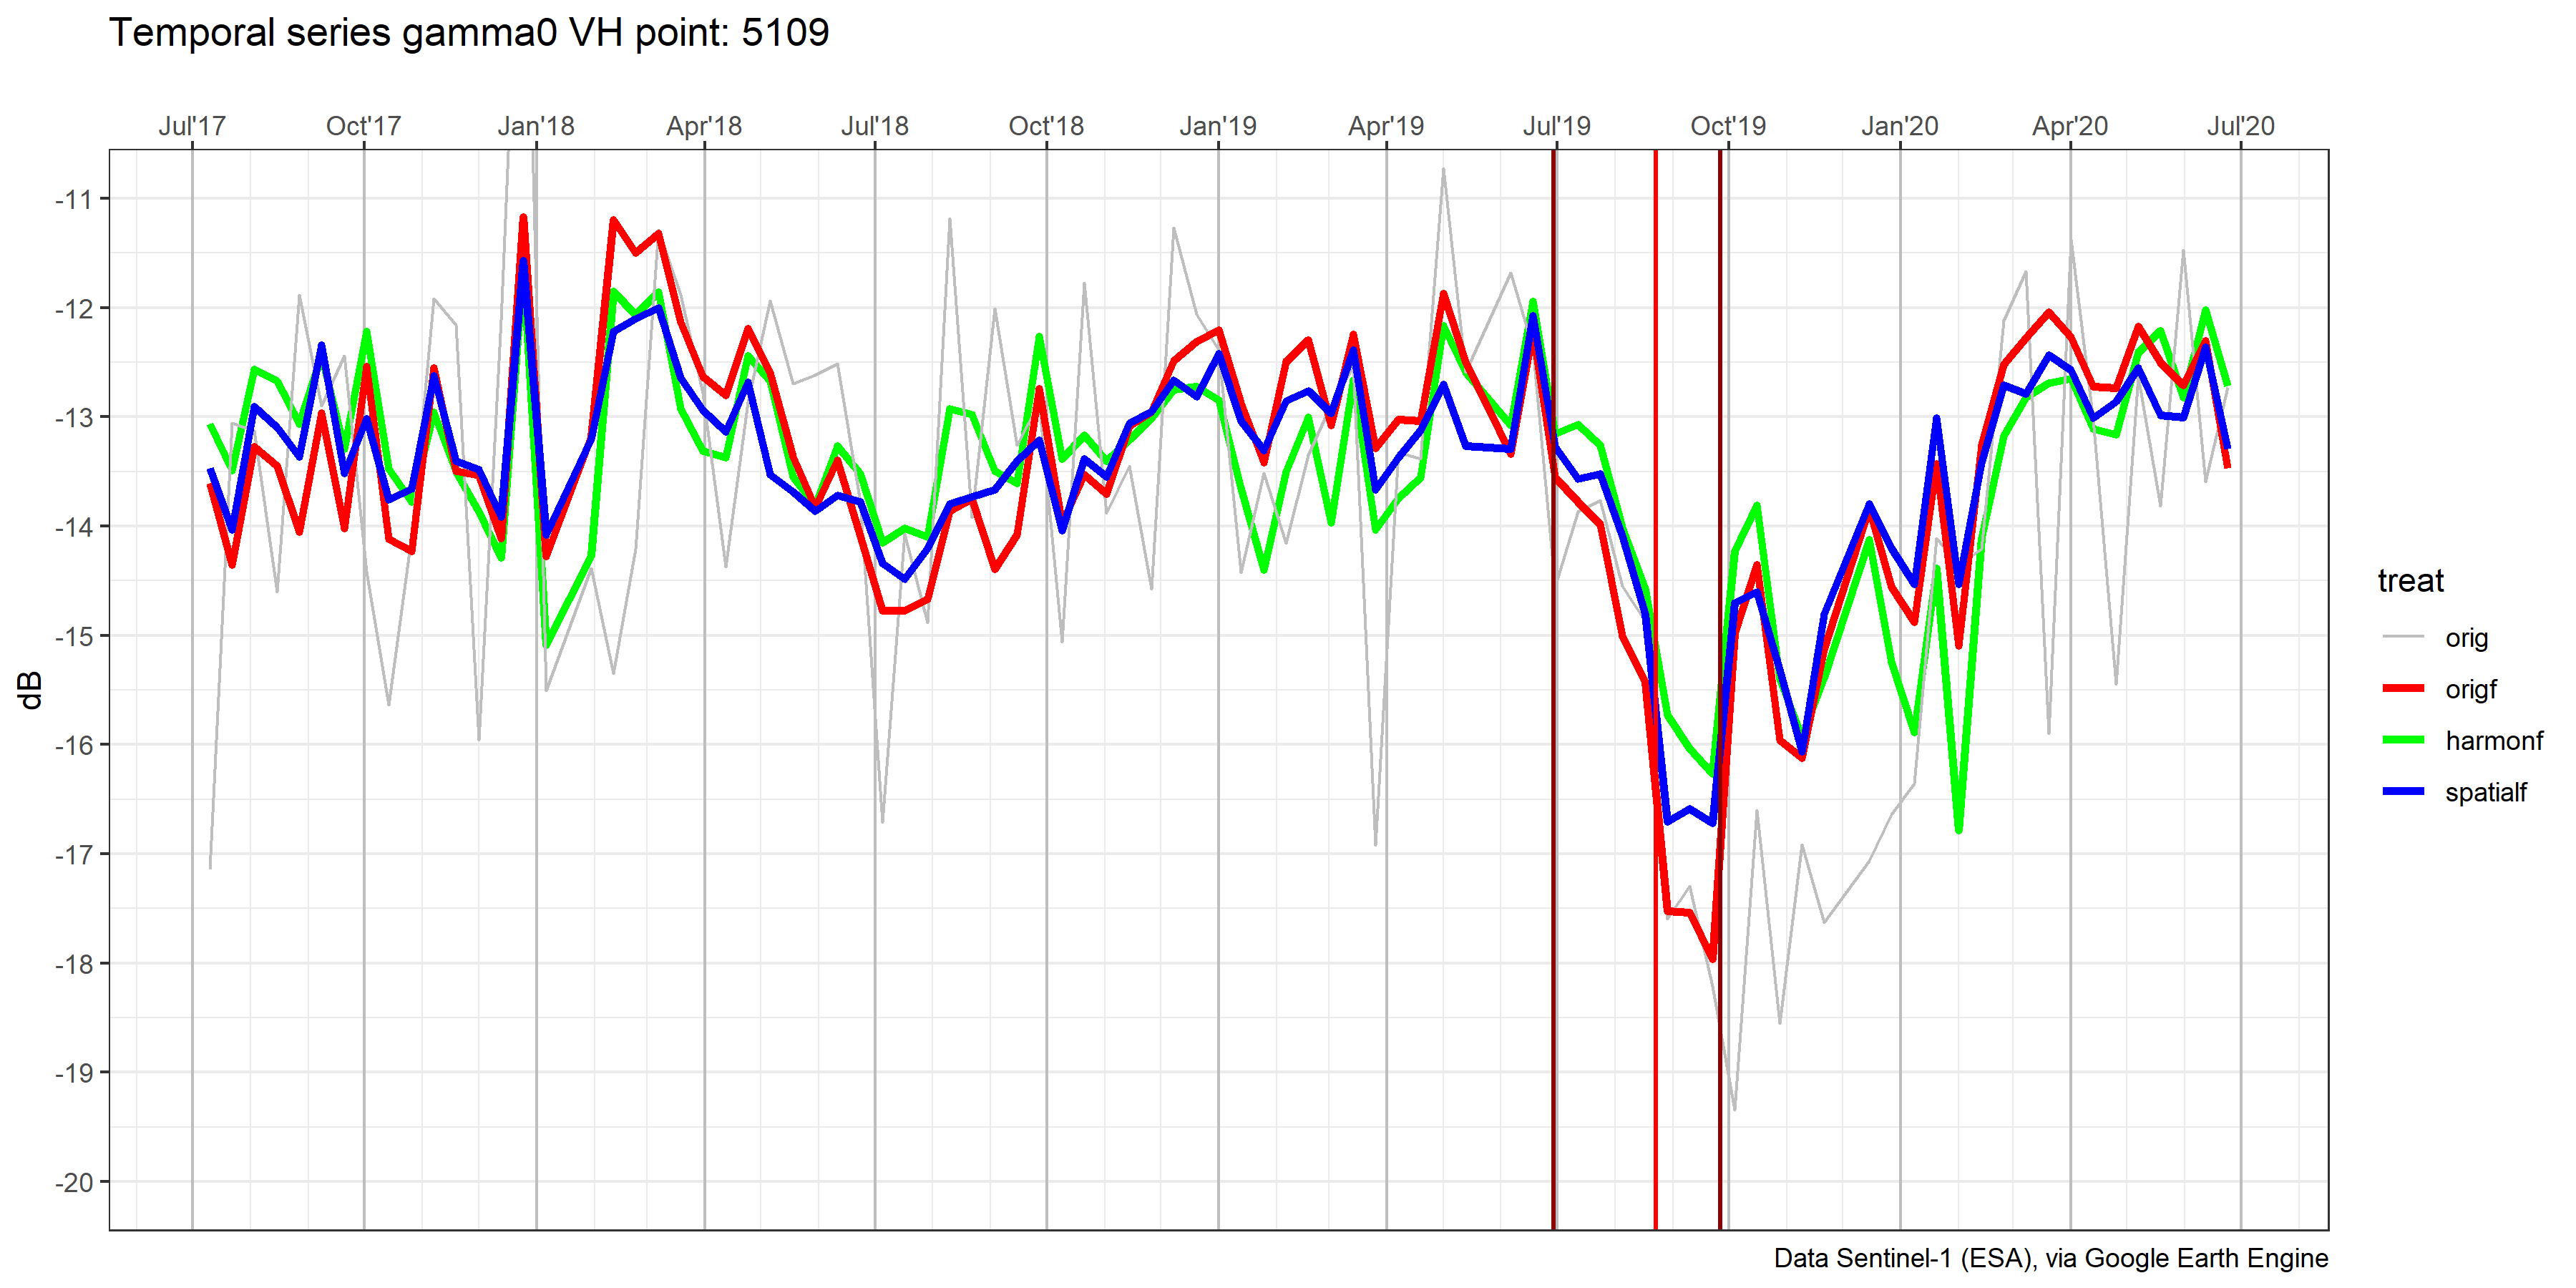 Temporal series gamma0 VH point: 5109
Jul'17 Oct'17 Jan'18 Apr'18 Jul'18 Oct'18 Jan'19 Apr'19 Jul'19 Oct'19 Jan'20 Apr'20 Jul'20
-11
-12
-13
-14
-15
-16
-17
-18
-19
-20
dB
treat
orig
origf
harmonf
spatialf
Data Sentinel-1 (ESA), via Google Earth Engine